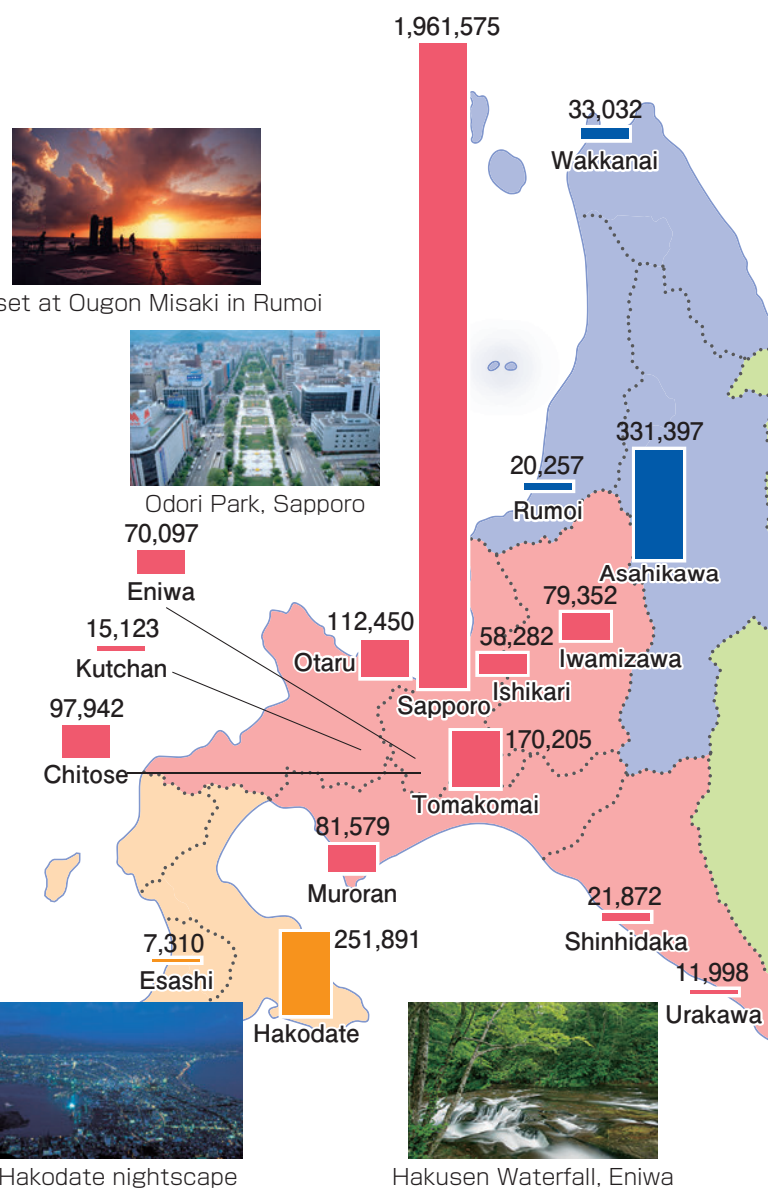 1,961,575
33,032
Wakkanai
set at Ougon Misaki in Rumoi
Odori Park, Sapporo
331,397
Asahikawa
20,257
Rumoi
70,097
Eniwa
15,123
Kutchan
97,942
Chitose
112,450
Otaru
Sapporo
58,282
Ishikari
79,352
Iwamizawa
170,205
Tomakomai
81,579
Muroran
21,872
Shinhidaka
11,998
Urakawa
7,310
Esashi
251,891
Hakodate
Hakodate nightscape
Hakusen Waterfall, Eniwa